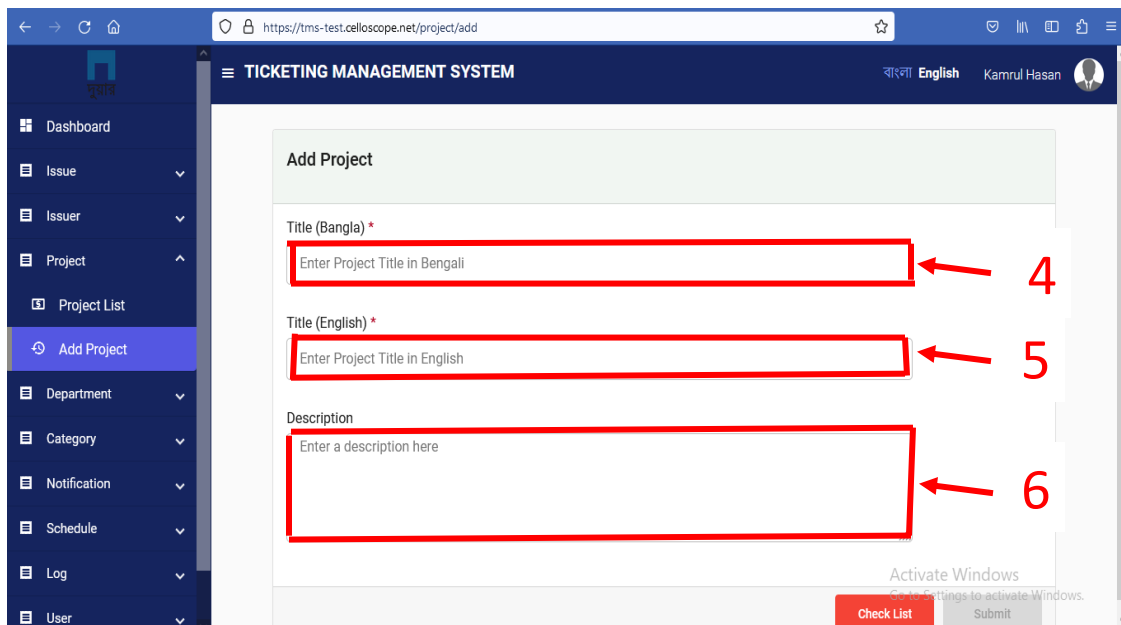 https://tms-test.celloscope.net/project/add
TICKETING MANAGEMENT SYSTEM
বাংলা English Kamrul Hasan
Dashboard
Issue
Issuer
Project
Project List
Add Project
Department
Category
Notification
Schedule
Log
User
Add Project
Title (Bangla) *
Enter Project Title in Bengali
4
Title (English) *
Enter Project Title in English
5
Description
Enter a description here
6
Activate Windows
Go to Settings to activate Windows.
Check List
Submit